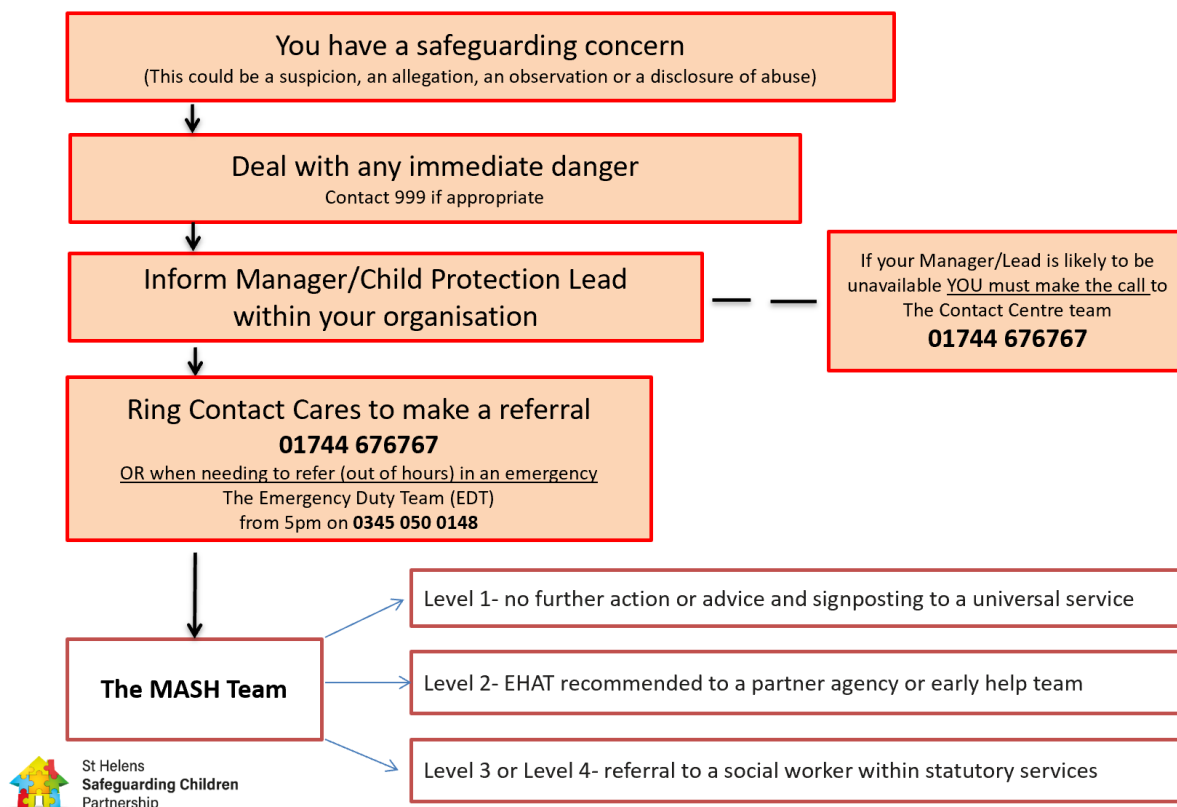 You have a safeguarding concern
(This could be a suspicion, an allegation, an observation or a disclosure of abuse)
Deal with any immediate danger
Contact 999 if appropriate
Inform Manager/Child Protection Lead
within your organisation
If your Manager/Lead is likely to be
unavailable YOU must make the call to
The Contact Centre team
01744 676767
Ring Contact Cares to make a referral
01744 676767
OR when needing to refer (out of hours) in an emergency
The Emergency Duty Team (EDT)
from 5pm on 0345 050 0148
The MASH Team
Level 1- no further action or advice and signposting to a universal service
Level 2- EHAT recommended to a partner agency or early help team
Level 3 or Level 4- referral to a social worker within statutory services
St Helens
Safeguarding Children
Partnership